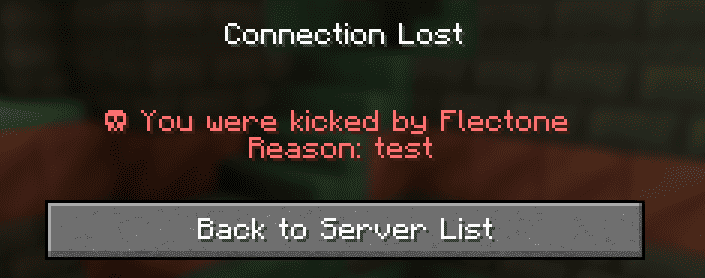 Connection Lost
☠ You were kicked by Flectone
Reason: test
Back to Server List